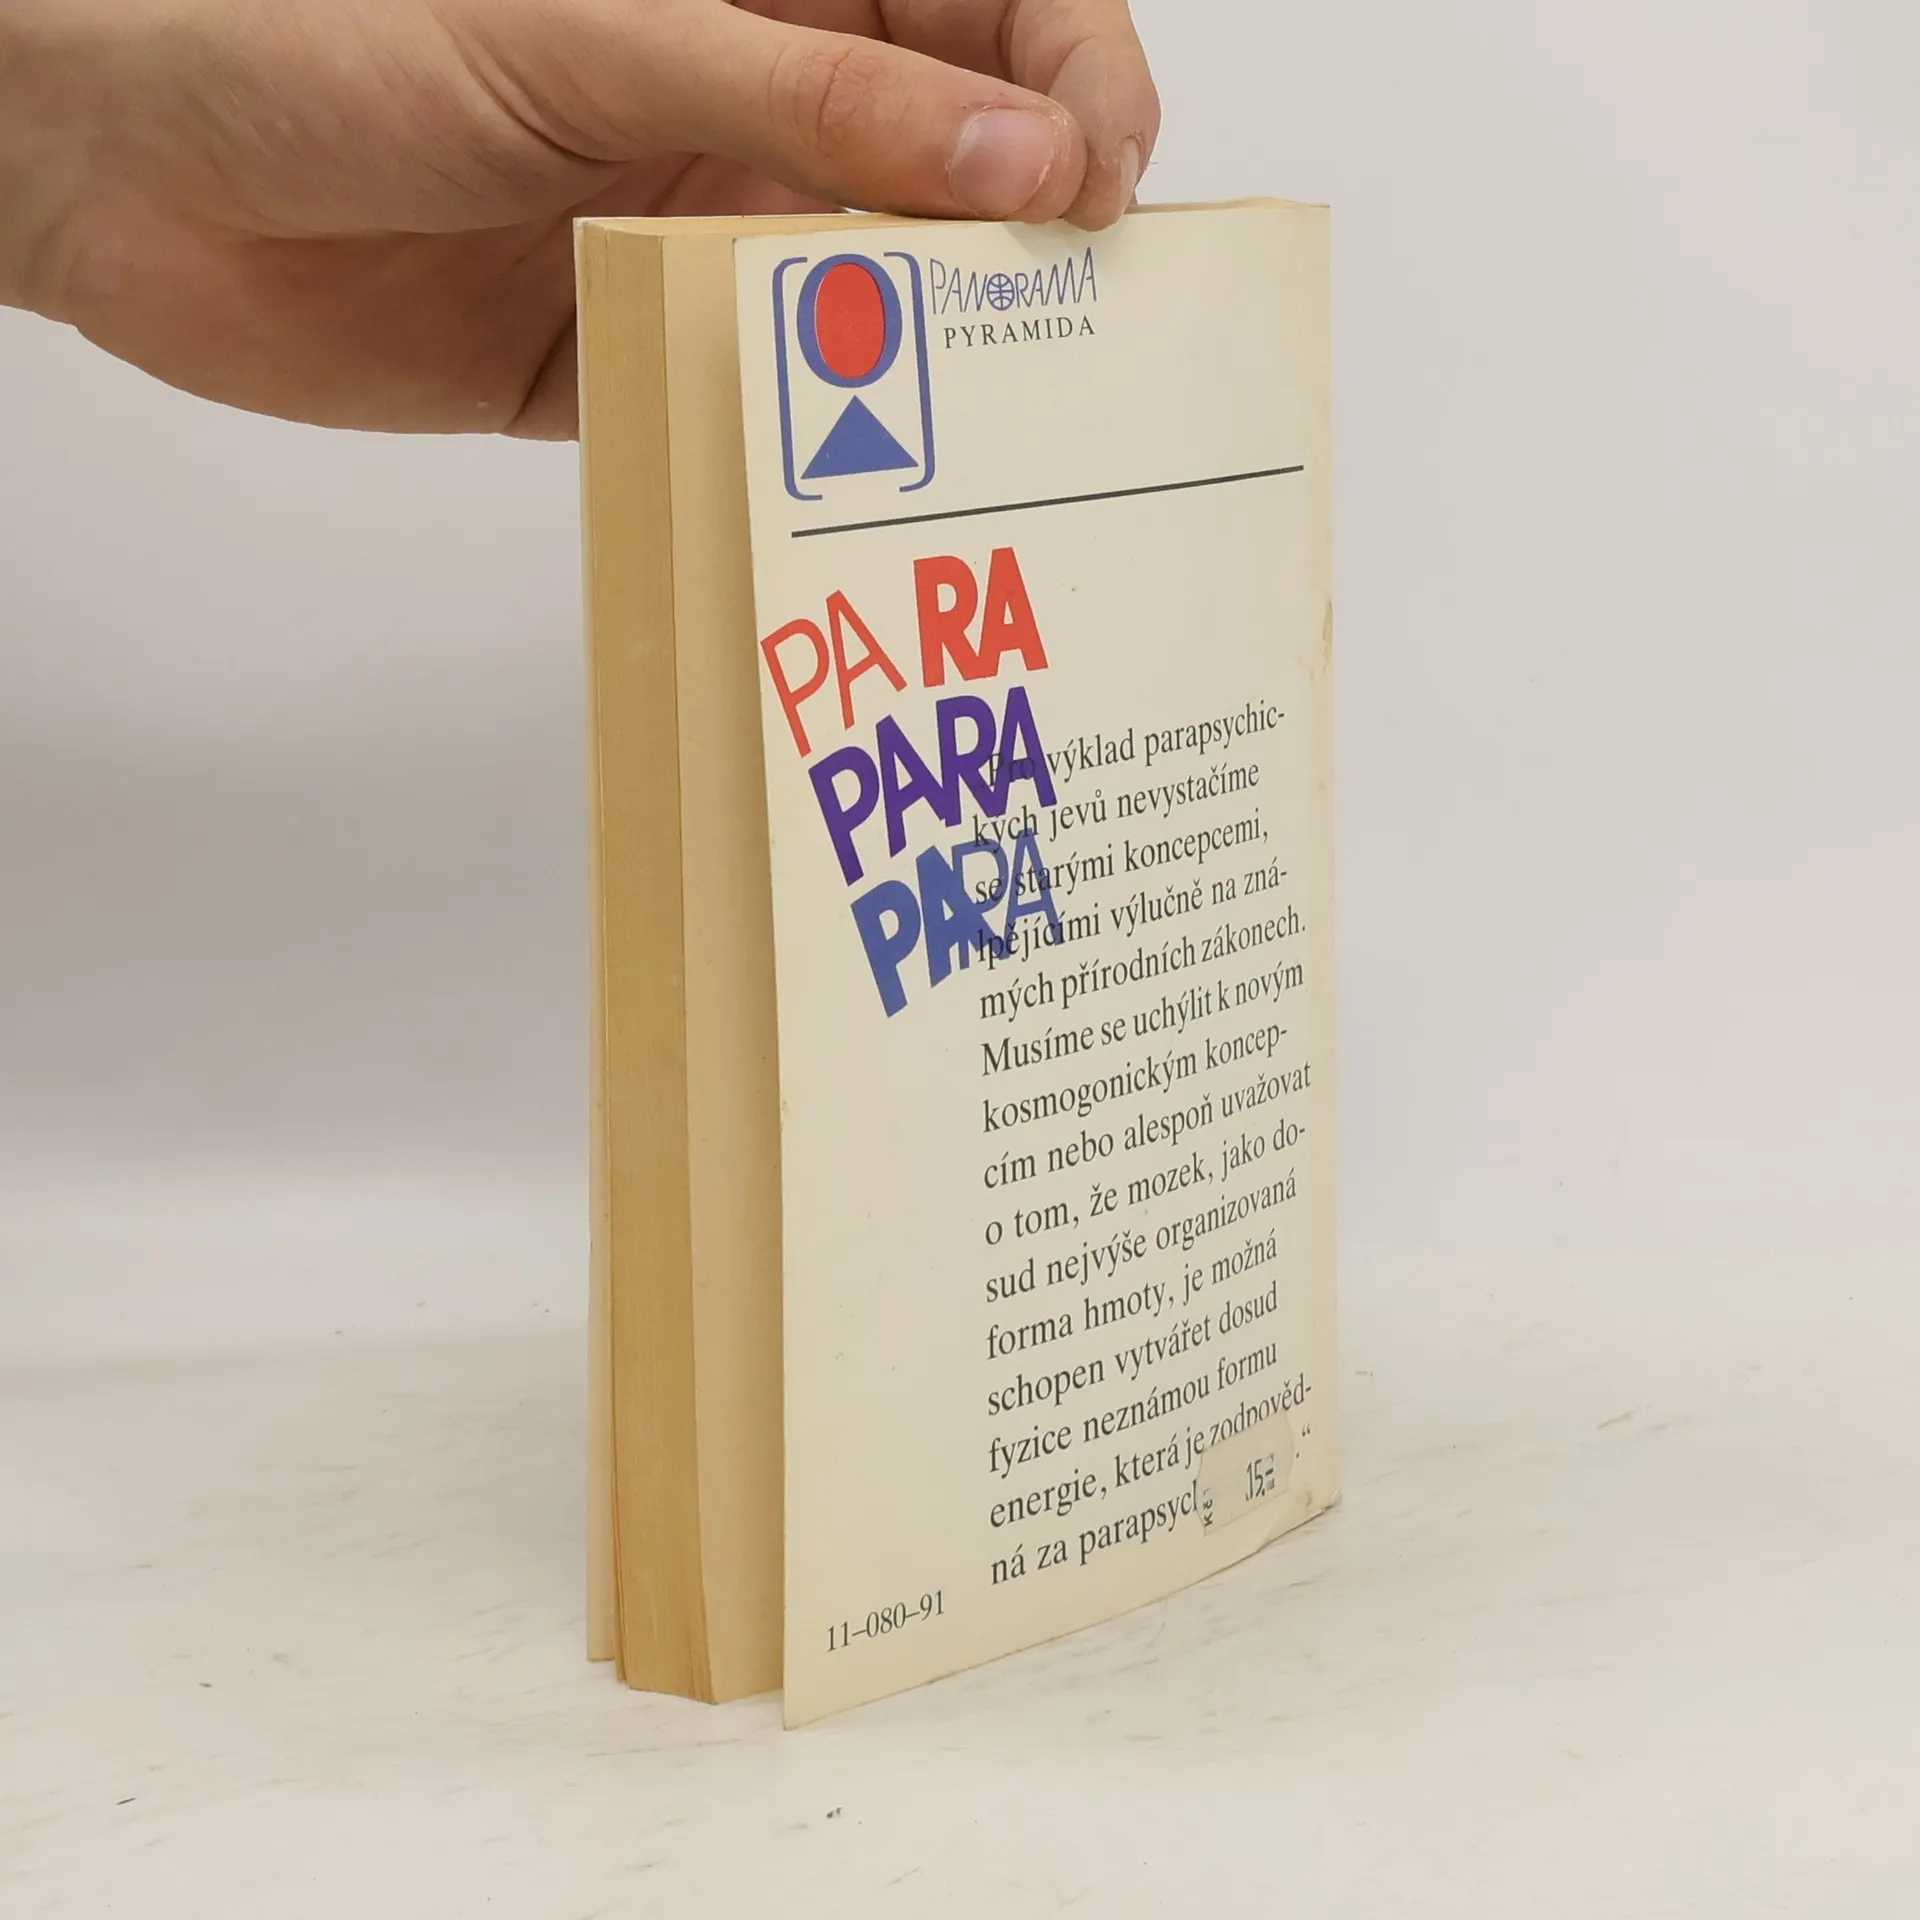 PANORAMA
PYRAMIDA
PARA
PARA
PARA
„Pro výklad parapsychic-
kých jevů nevystačíme
se starými koncepcemi,
lpějícími výlučně na zná-
mých přírodních zákonech.
Musíme se uchýlit k novým
kosmogonickým koncep-
cím nebo alespoň uvažovat
o tom, že mozek, jako do-
sud nejvýše organizovaná
forma hmoty, je možná
schopen vytvářet dosud
fyzice neznámou formu
energie, která je zodpověd-
ná za .“
Kčs 15,-
11–080–91